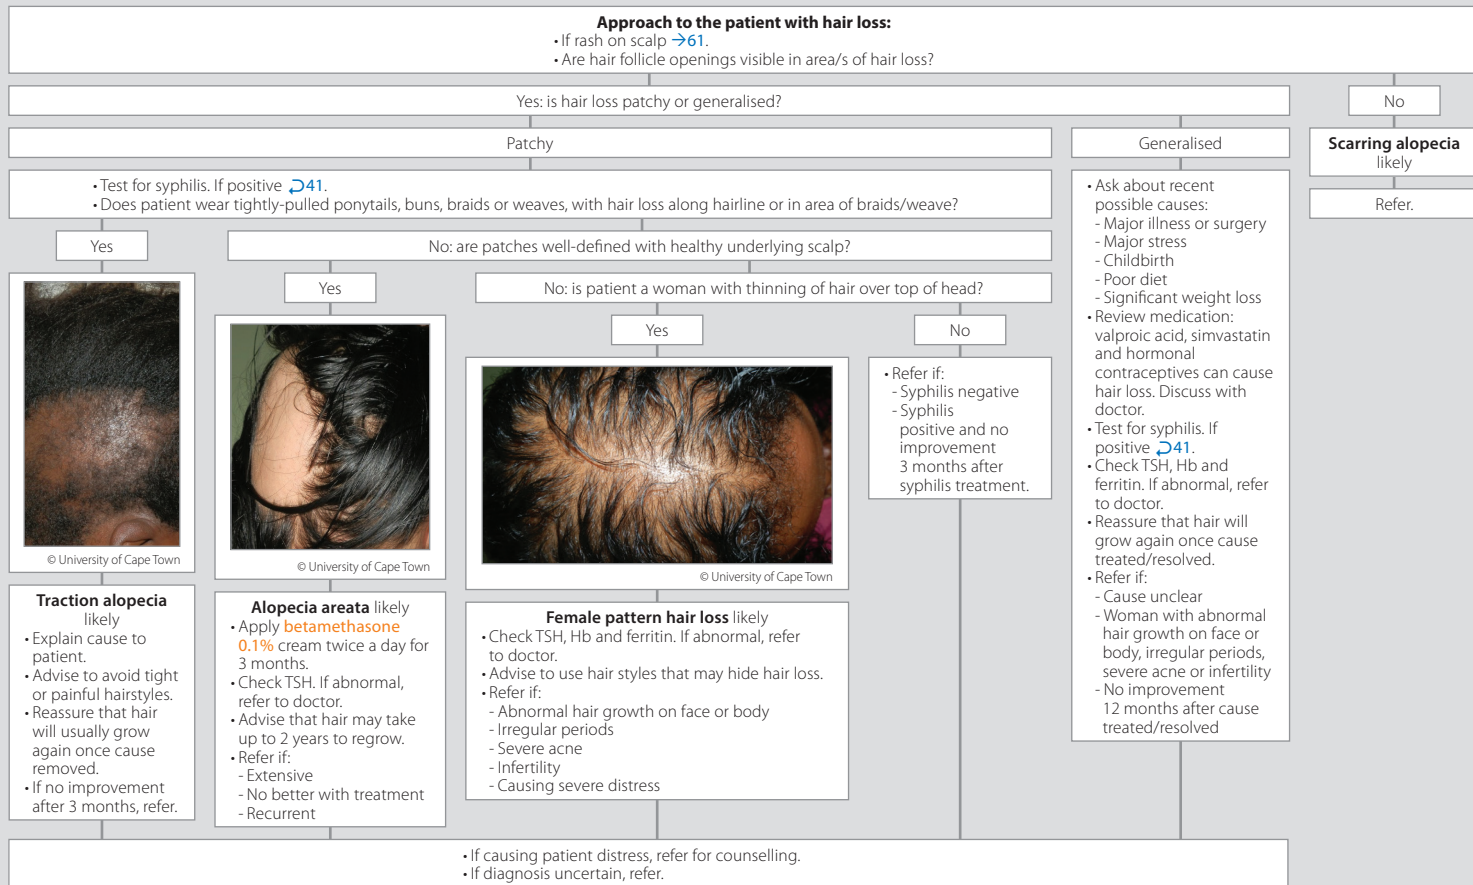 Approach to the patient with hair loss:
• If rash on scalp →61.
• Are hair follicle openings visible in area/s of hair loss?
Yes: is hair loss patchy or generalised?
No
Patchy
Generalised
Scarring alopecia
likely
Refer.
• Test for syphilis. If positive ⮌41.
• Does patient wear tightly-pulled ponytails, buns, braids or weaves, with hair loss along hairline or in area of braids/weave?
Yes
No: are patches well-defined with healthy underlying scalp?
Yes
No: is patient a woman with thinning of hair over top of head?
Yes
No
© University of Cape Town
Traction alopecia
likely
• Explain cause to
patient.
• Advise to avoid tight
or painful hairstyles.
• Reassure that hair
will usually grow
again once cause
removed.
• If no improvement
after 3 months, refer.
© University of Cape Town
Alopecia areata likely
• Apply betamethasone
0.1% cream twice a day for
3 months.
• Check TSH. If abnormal,
refer to doctor.
• Advise that hair may take
up to 2 years to regrow.
• Refer if:
- Extensive
- No better with treatment
- Recurrent
© University of Cape Town
Female pattern hair loss likely
• Check TSH, Hb and ferritin. If abnormal, refer
to doctor.
• Advise to use hair styles that may hide hair loss.
• Refer if:
- Abnormal hair growth on face or body
- Irregular periods
- Severe acne
- Infertility
- Causing severe distress
• Refer if:
- Syphilis negative
- Syphilis
positive and no
improvement
3 months after
syphilis treatment.
• Ask about recent
possible causes:
- Major illness or surgery
- Major stress
- Childbirth
- Poor diet
- Significant weight loss
• Review medication:
valproic acid, simvastatin
and hormonal
contraceptives can cause
hair loss. Discuss with
doctor.
• Test for syphilis. If
positive ⮌41.
• Check TSH, Hb and
ferritin. If abnormal, refer
to doctor.
• Reassure that hair will
grow again once cause
treated/resolved.
• Refer if:
- Cause unclear
- Woman with abnormal
hair growth on face or
body, irregular periods,
severe acne or infertility
- No improvement
12 months after cause
treated/resolved
• If causing patient distress, refer for counselling.
• If diagnosis uncertain, refer.